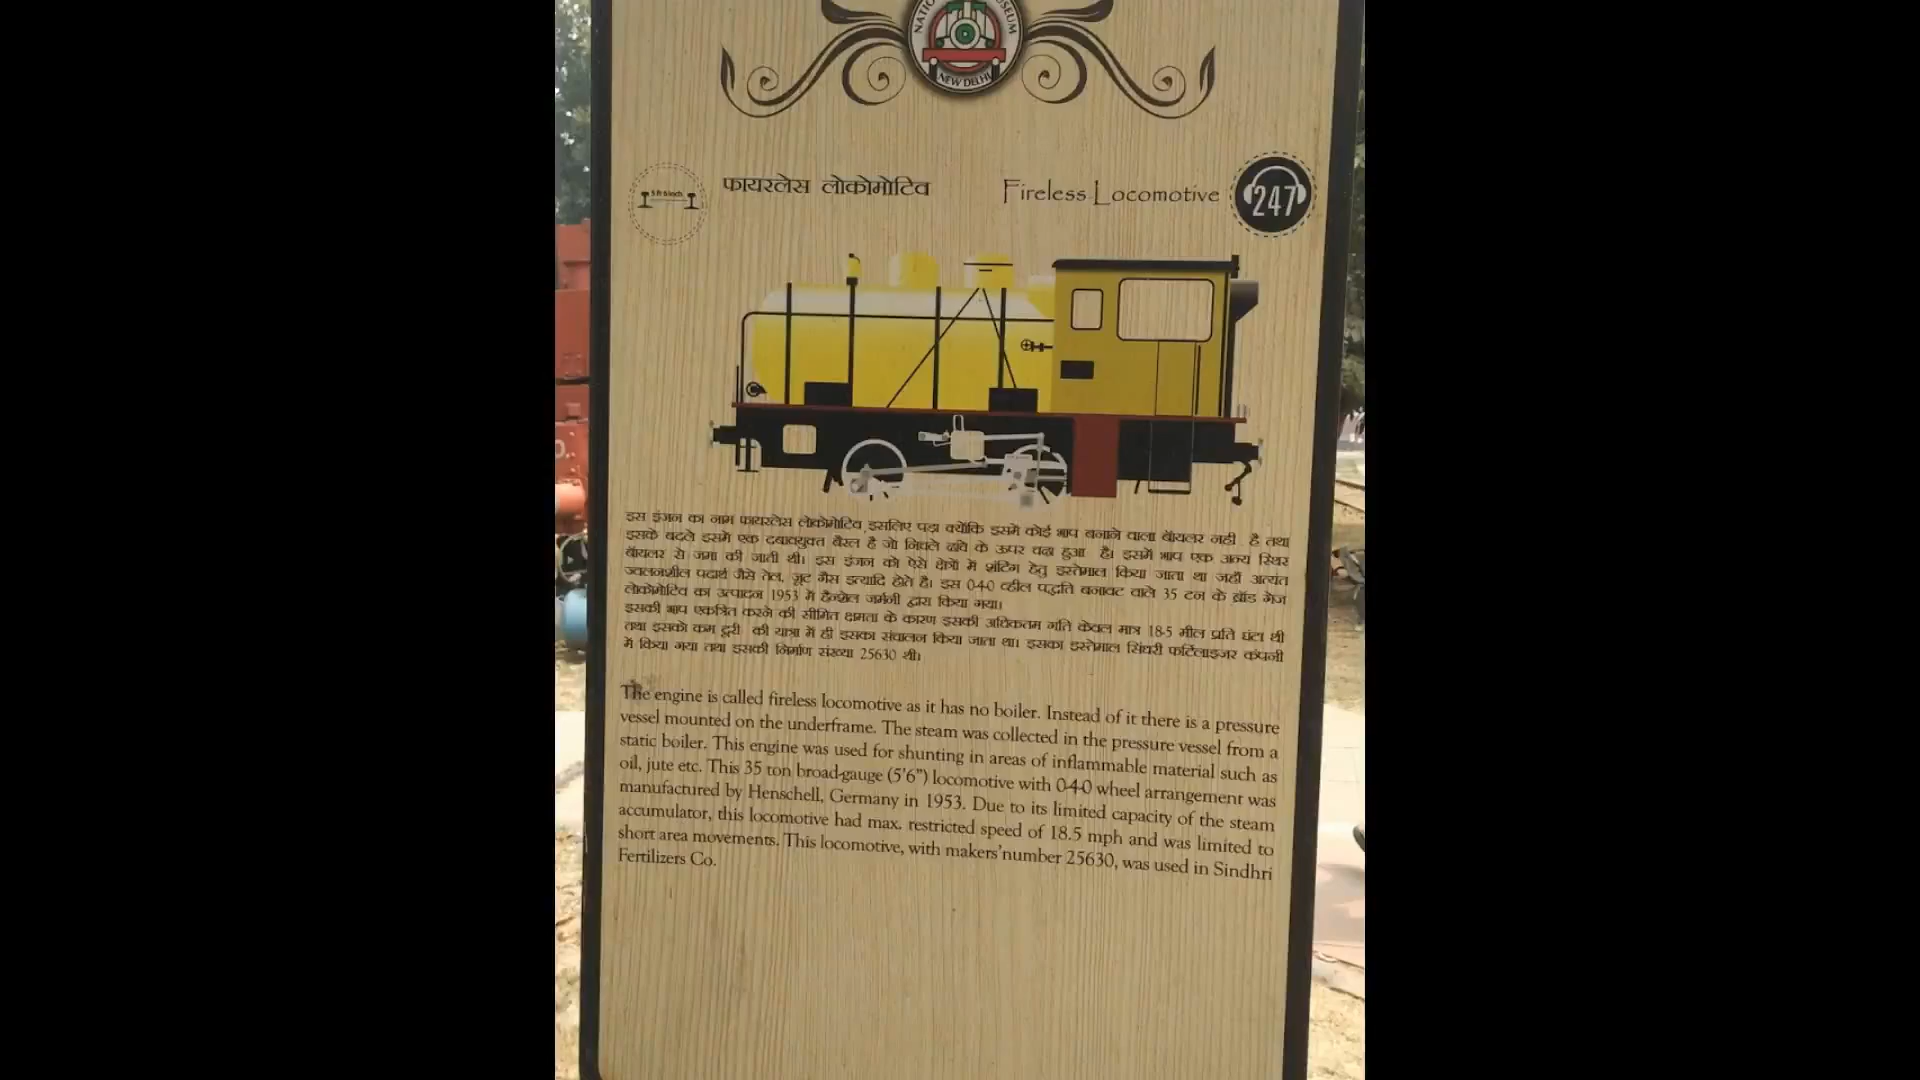 NEW DELHI
5 ft 6 inch
फायरलेस लोकोमोटिव
Fireless Locomotive
247
इस इंजन का नाम फायरलेस लोकोमोटिव इसलिए पड़ा क्योंकि इसमें कोई भाप बनाने वाला बॉयलर नहीं है तथा
इसके बदले इसमें एक दबावयुक्त बैरल है जो निचले ढांचे के ऊपर चढा हुआ है। इसमें भाप एक अन्य स्थिर
बॉयलर से जमा की जाती थी। इस इंजन को ऐसे क्षेत्रों में शंटिंग हेतु इस्तेमाल किया जाता था जहाँ अत्यंत
ज्वलनशील पदार्थ जैसे तेल, जूट गैस इत्यादि होते है। इस 0-4-0 व्हील पद्धति बनावट वाले 35 टन के ब्रॉड गेज
लोकोमोटिव का उत्पादन 1953 में हैन्शेल जर्मनी द्वारा किया गया।
इसकी भाप एकत्रित करने की सीमित क्षमता के कारण इसकी अधिकतम गति केवल मात्र 18.5 मील प्रति घंटा थी
तथा इसको कम दूरी की यात्रा में ही इसका संचालन किया जाता था। इसका इस्तेमाल सिंधरी फर्टिलाइजर कंपनी
में किया गया तथा इसकी निर्माण संख्या 25630 थी।
The engine is called fireless locomotive as it has no boiler. Instead of it there is a pressure
vessel mounted on the underframe. The steam was collected in the pressure vessel from a
static boiler. This engine was used for shunting in areas of inflammable material such as
oil, jute etc. This 35 ton broad-gauge (5'6") locomotive with 0-4-0 wheel arrangement was
manufactured by Henschell, Germany in 1953. Due to its limited capacity of the steam
accumulator, this locomotive had max. restricted speed of 18.5 mph and was limited to
short area movements. This locomotive, with makers'number 25630, was used in Sindhri
Fertilizers Co.